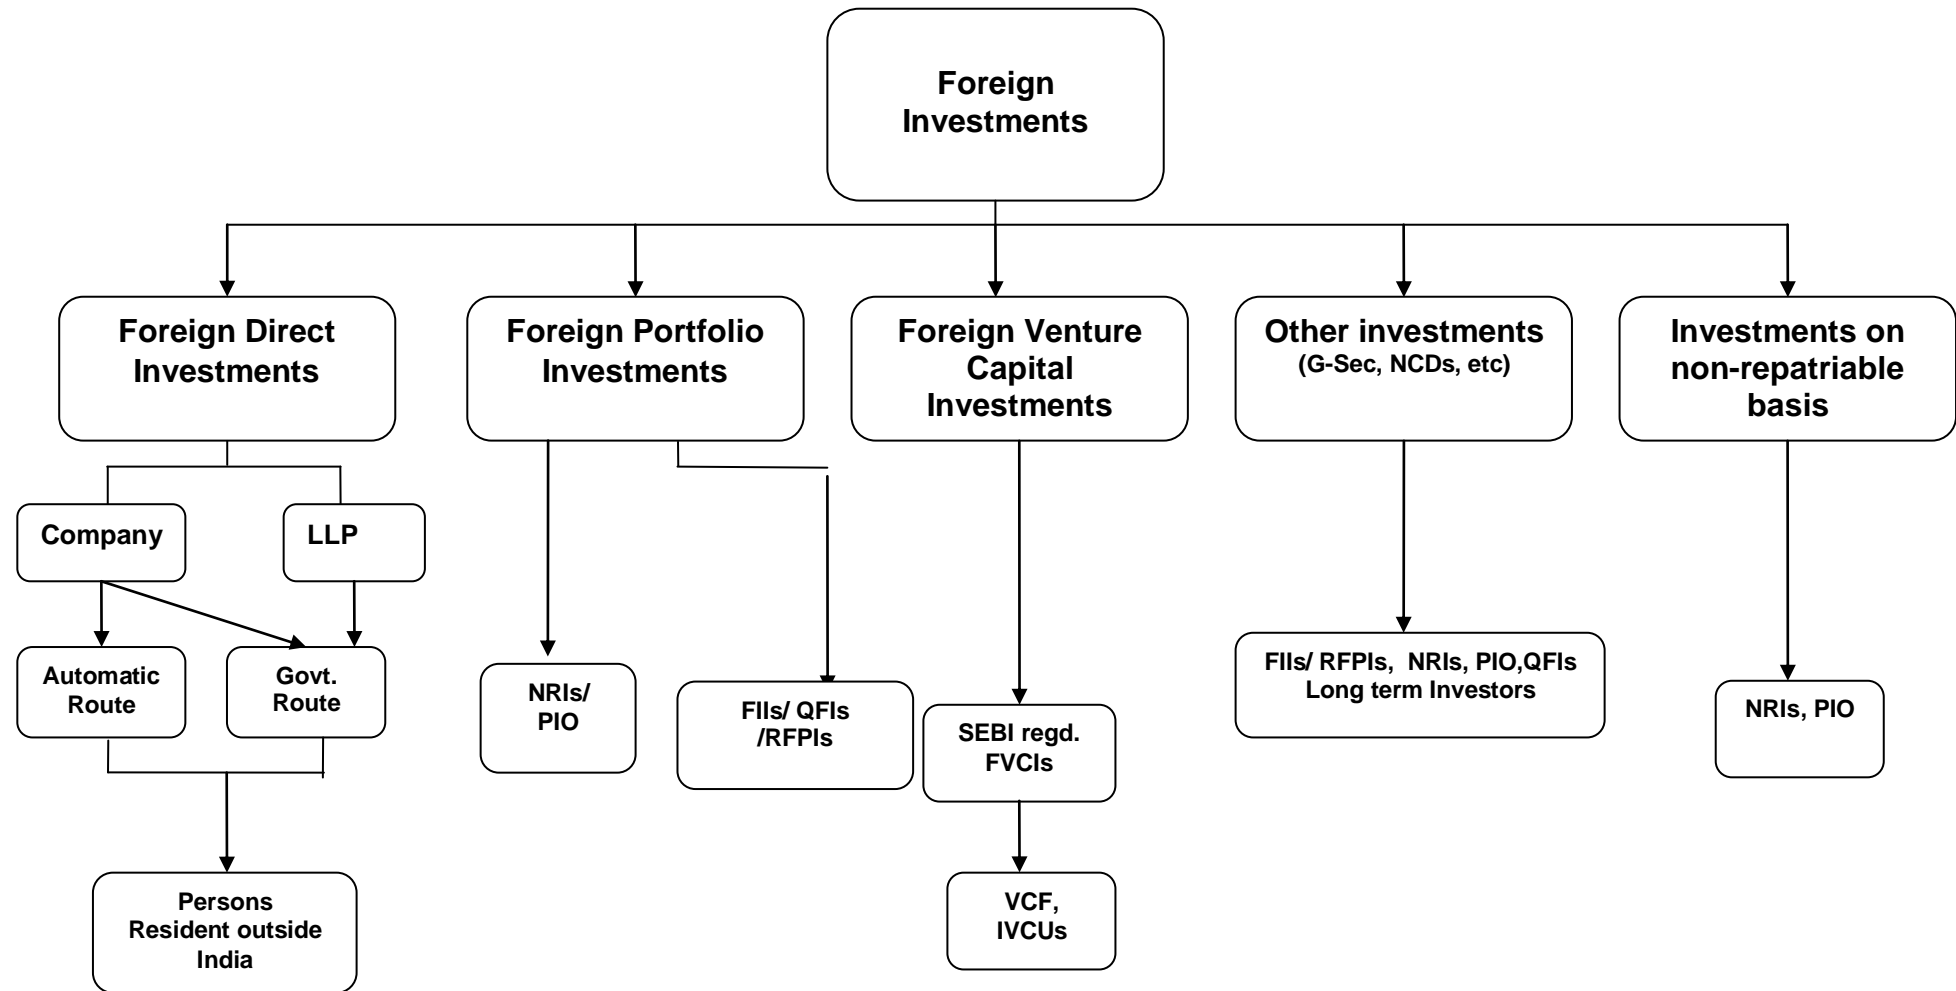 Foreign
Investments
Foreign Direct
Investments
Foreign Portfolio
Investments
Foreign Venture
Capital
Investments
Other investments
(G-Sec, NCDs, etc)
Investments on
non-repatriable
basis
Company
LLP
Automatic
Route
Govt.
Route
Persons
Resident outside
India
NRIs/
PIO
FIIs/ QFIs
/RFPIs
SEBI regd.
FVCIs
VCF,
IVCUs
FIIs/ RFPIs, NRIs, PIO,QFIs
Long term Investors
NRIs, PIO